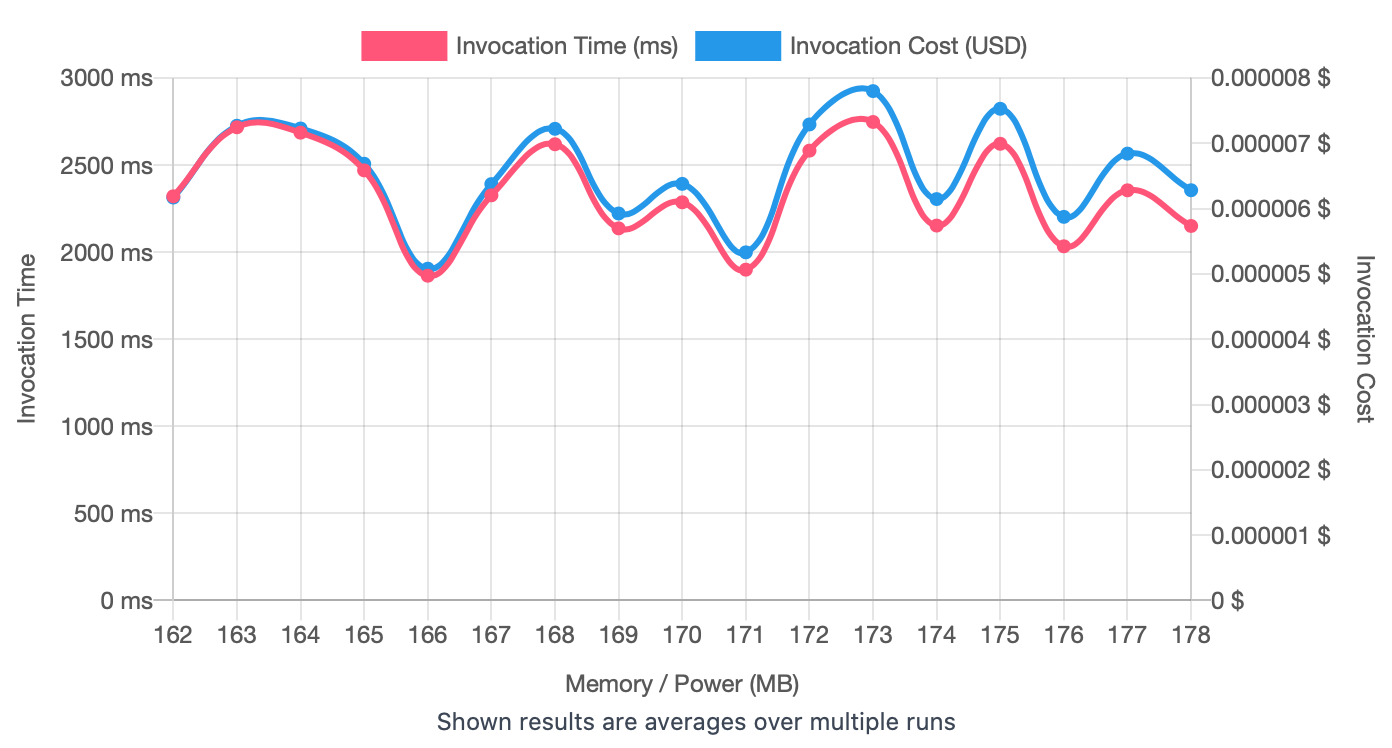 Invocation Time (ms) Invocation Cost (USD)
3000 ms 0.000008 $
0.000007 $
2500 ms
0.000006 $
2000 ms
0.000005 $
1500 ms 0.000004 $
0.000003 $
1000 ms
0.000002 $
500 ms
0.000001 $
0 ms 0 $
Invocation Time
Invocation Cost
162 163 164 165 166 167 168 169 170 171 172 173 174 175 176 177 178
Memory / Power (MB)
Shown results are averages over multiple runs